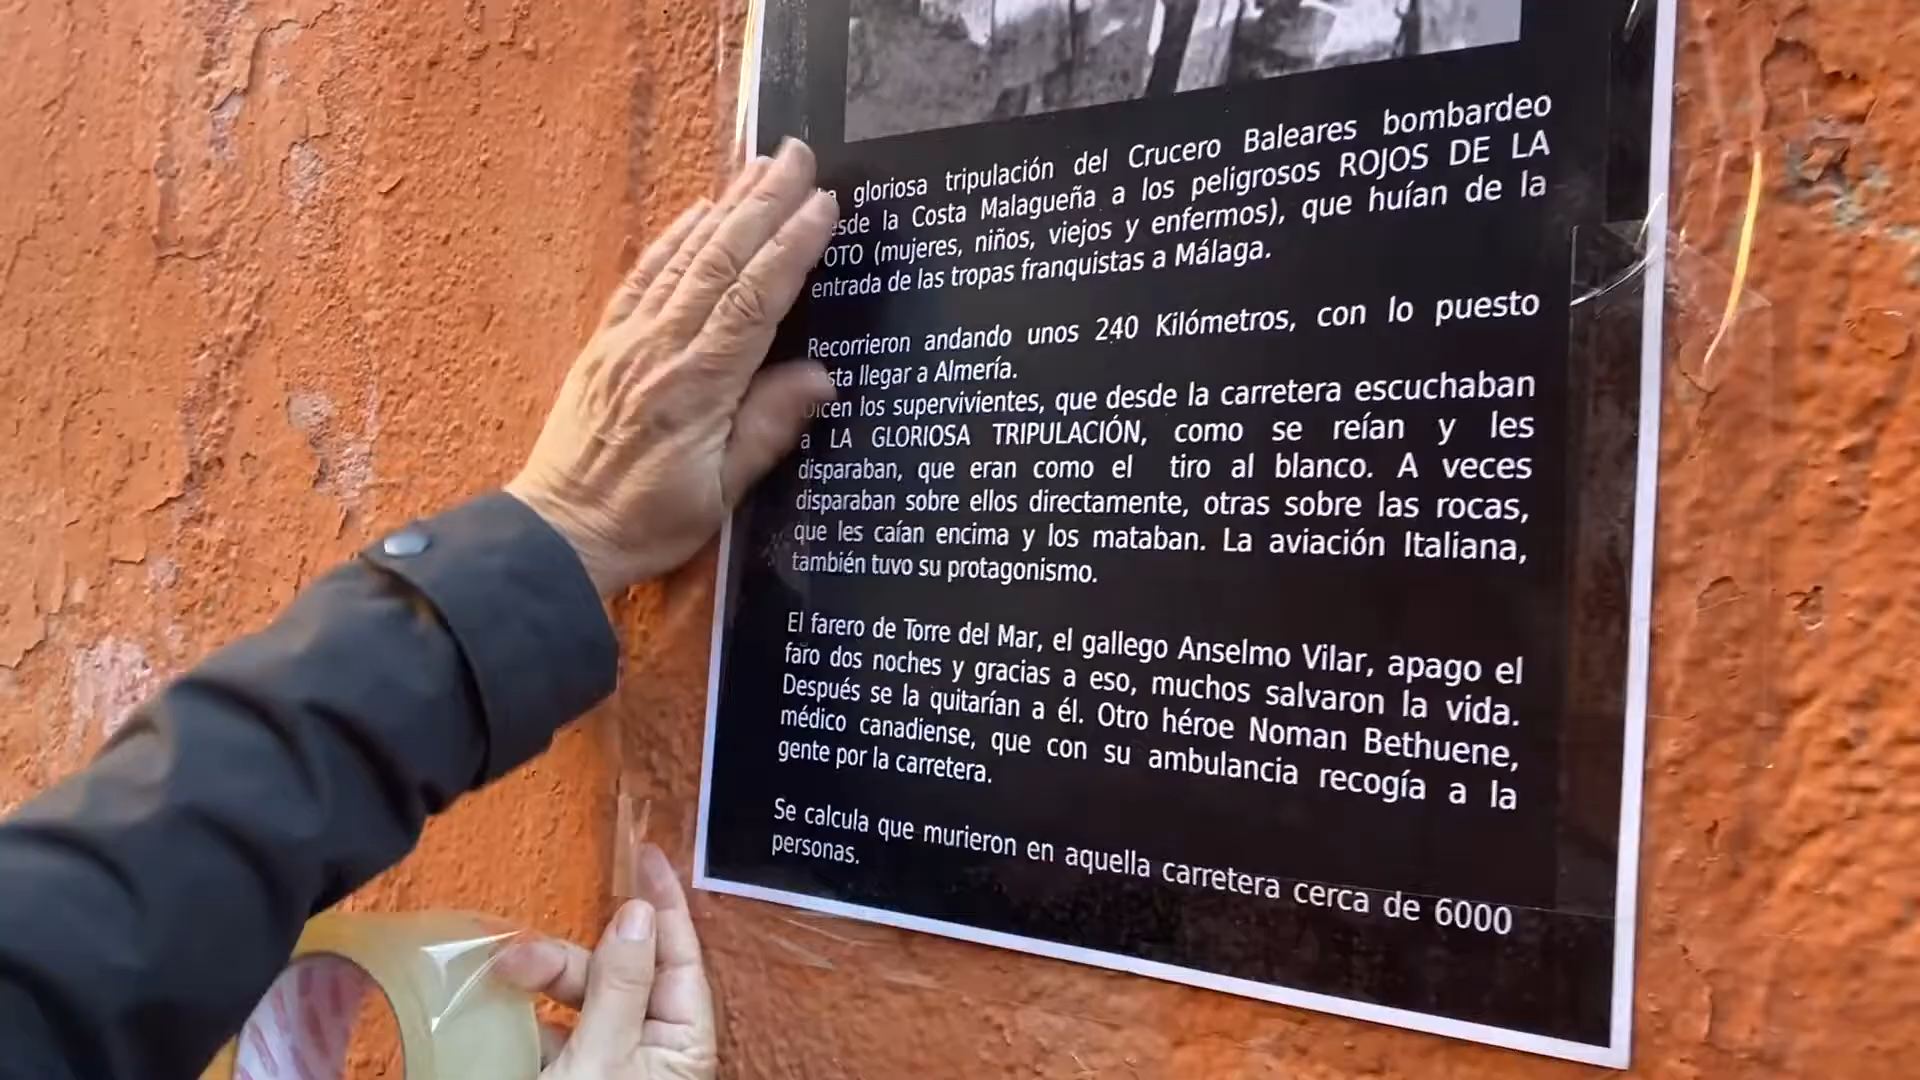 gloriosa tripulación del Crucero Baleares bombardeo
esde la Costa Malagueña a los peligrosos ROJOS DE LA
OTO (mujeres, niños, viejos y enfermos), que huían de la
entrada de las tropas franquistas a Málaga.
Recorrieron andando unos 240 Kilómetros, con lo puesto
sta llegar a Almería.
Dicen los supervivientes, que desde la carretera escuchaban
a LA GLORIOSA TRIPULACIÓN, como se reían y les
disparaban, que eran como el tiro al blanco. A veces
disparaban sobre ellos directamente, otras sobre las rocas,
que les caían encima y los mataban. La aviación Italiana,
también tuvo su protagonismo.
El farero de Torre del Mar, el gallego Anselmo Vilar, apago el
faro dos noches y gracias a eso, muchos salvaron la vida.
Después se la quitarían a él. Otro héroe Noman Bethuene,
médico canadiense, que con su ambulancia recogía a la
gente por la carretera.
Se calcula que murieron en aquella carretera cerca de 6000
personas.